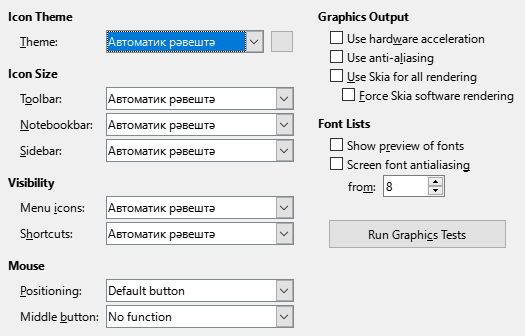 Icon Theme
Theme: Автоматик рәвештә
Icon Size
Toolbar: Автоматик рәвештә
Notebookbar: Автоматик рәвештә
Sidebar: Автоматик рәвештә
Visibility
Menu icons: Автоматик рәвештә
Shortcuts: Автоматик рәвештә
Mouse
Positioning: Default button
Middle button: No function
Graphics Output
Use hardware acceleration
Use anti-aliasing
Use Skia for all rendering
Force Skia software rendering
Font Lists
Show preview of fonts
Screen font antialiasing
from: 8
Run Graphics Tests